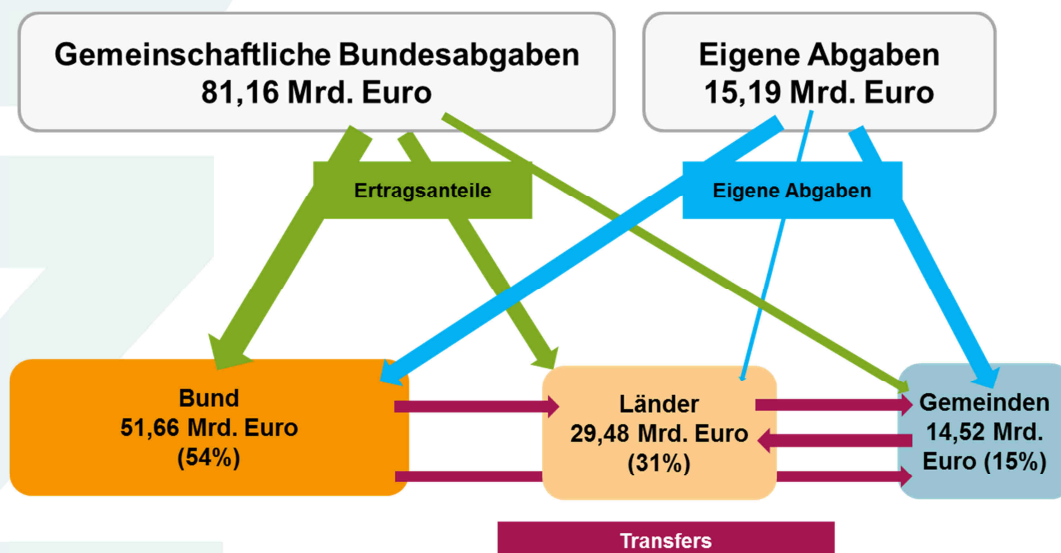 Gemeinschaftliche Bundesabgaben
81,16 Mrd. Euro
Eigene Abgaben
15,19 Mrd. Euro
Ertragsanteile
Eigene Abgaben
Bund
51,66 Mrd. Euro
(54%)
Länder
29,48 Mrd. Euro
(31%)
Gemeinden
14,52 Mrd.
Euro (15%)
Transfers